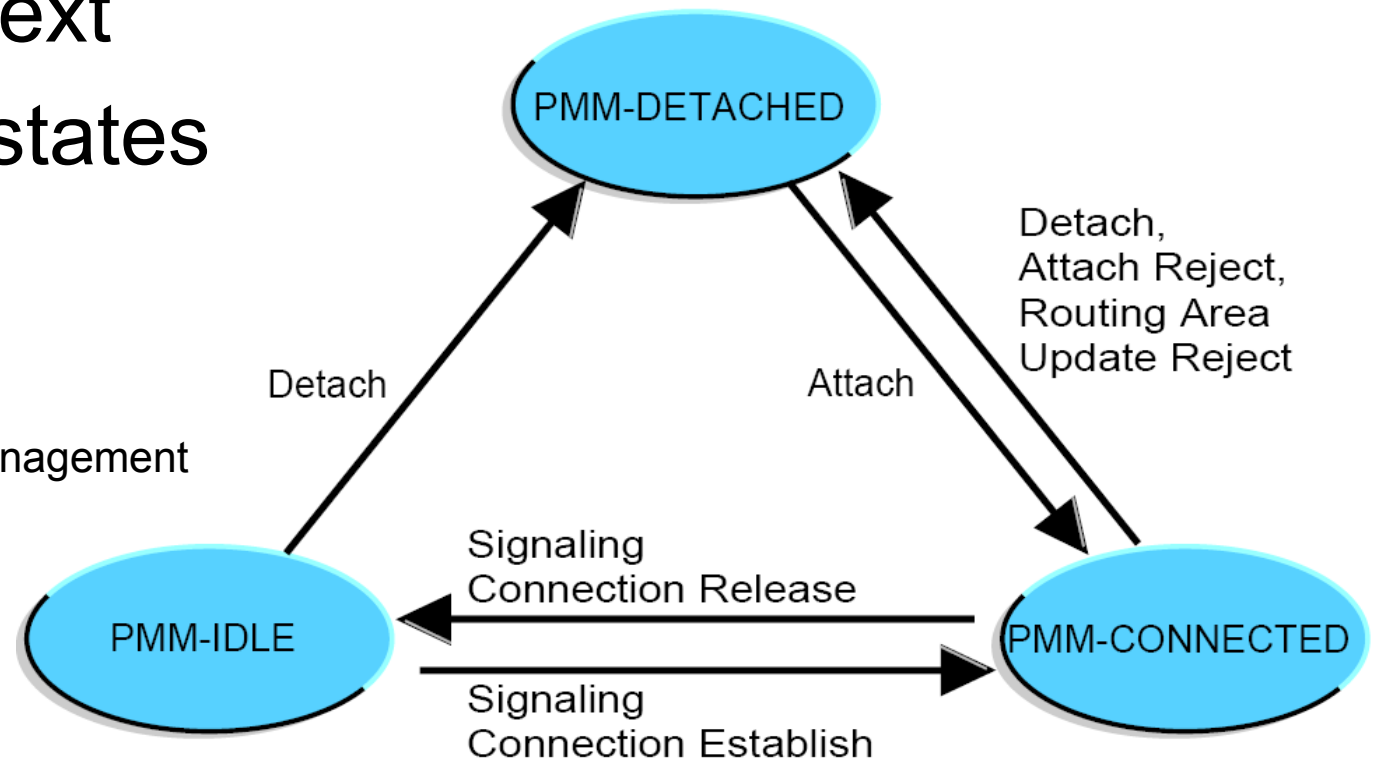 ext
states
nagement
PMM-DETACHED
Detach,
Attach Reject,
Routing Area
Update Reject
Detach
Attach
Signaling
Connection Release
PMM-IDLE
PMM-CONNECTED
Signaling
Connection Establish